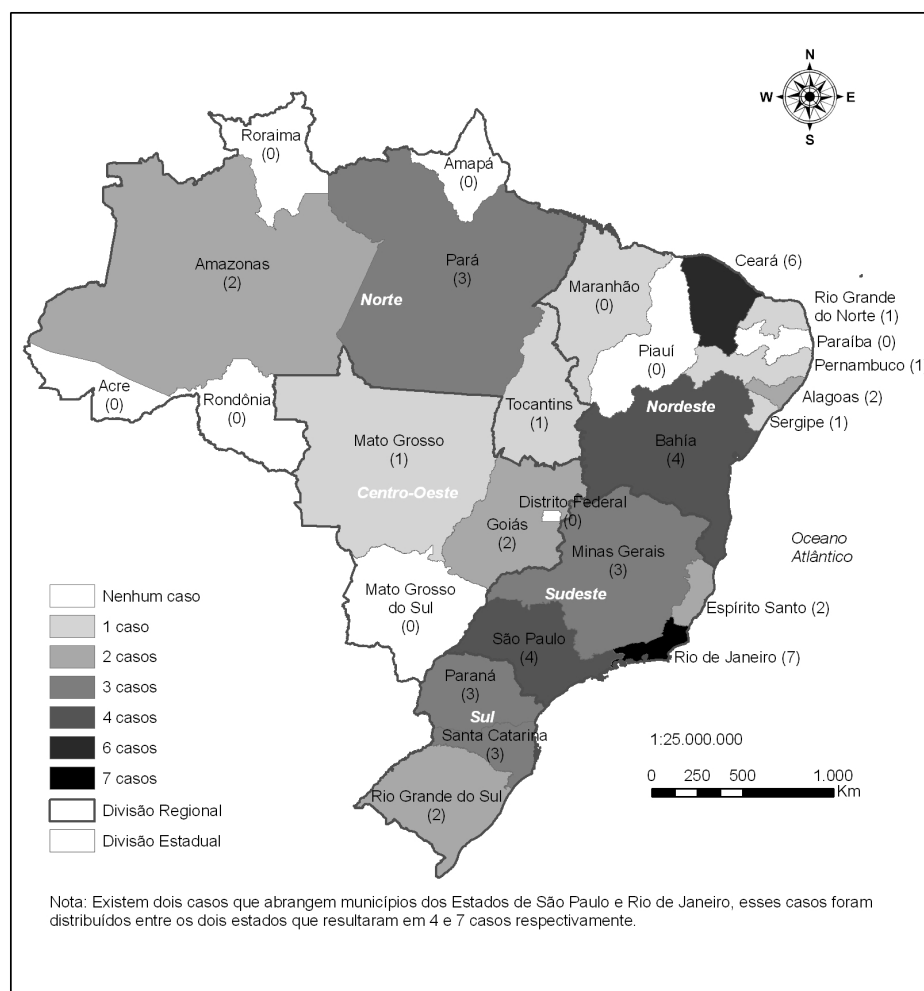 N
W E
S
Roraima
(0)
Amapá
(0)
Amazonas
(2)
Pará
(3)
Norte
Maranhão
(0)
Ceará (6)
Rio Grande
do Norte (1)
Paraíba (0)
Piauí
(0)
Pernambuco (1
Acre
(0)
Rondônia
(0)
Tocantins
(1)
Nordeste
Alagoas (2)
Sergipe (1)
Bahía
(4)
Mato Grosso
(1)
Centro-Oeste
Distrito Federal
(0)
Goiás
(2)
Minas Gerais
(3)
Oceano
Atlântico
Mato Grosso
do Sul
(0)
Sudeste
Espírito Santo (2)
São Paulo
(4)
Rio de Janeiro (7)
Paraná
(3)
Sul
Santa Catarina
(3)
Rio Grande do Sul
(2)
Nenhum caso
1 caso
2 casos
3 casos
4 casos
6 casos
7 casos
Divisão Regional
Divisão Estadual
1:25.000.000
0 250 500 1.000
Km
Nota: Existem dois casos que abrangem municípios dos Estados de São Paulo e Rio de Janeiro, esses casos foram
distribuídos entre os dois estados que resultaram em 4 e 7 casos respectivamente.